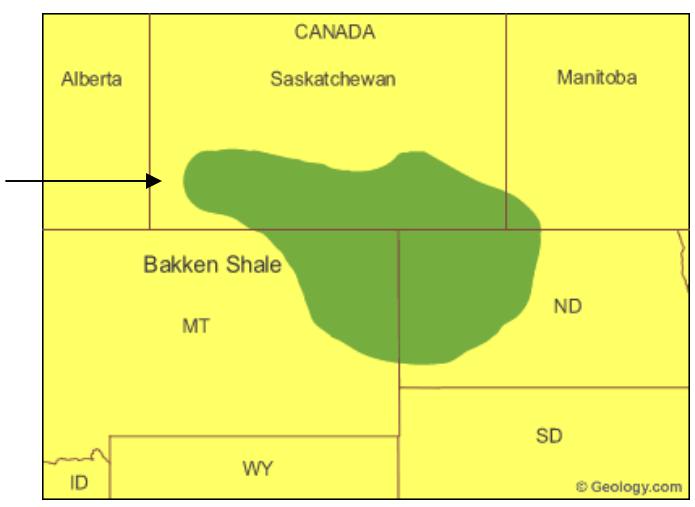 CANADA
Alberta
Saskatchewan
Manitoba
Bakken Shale
ND
MT
SD
WY
ID
© Geology.com